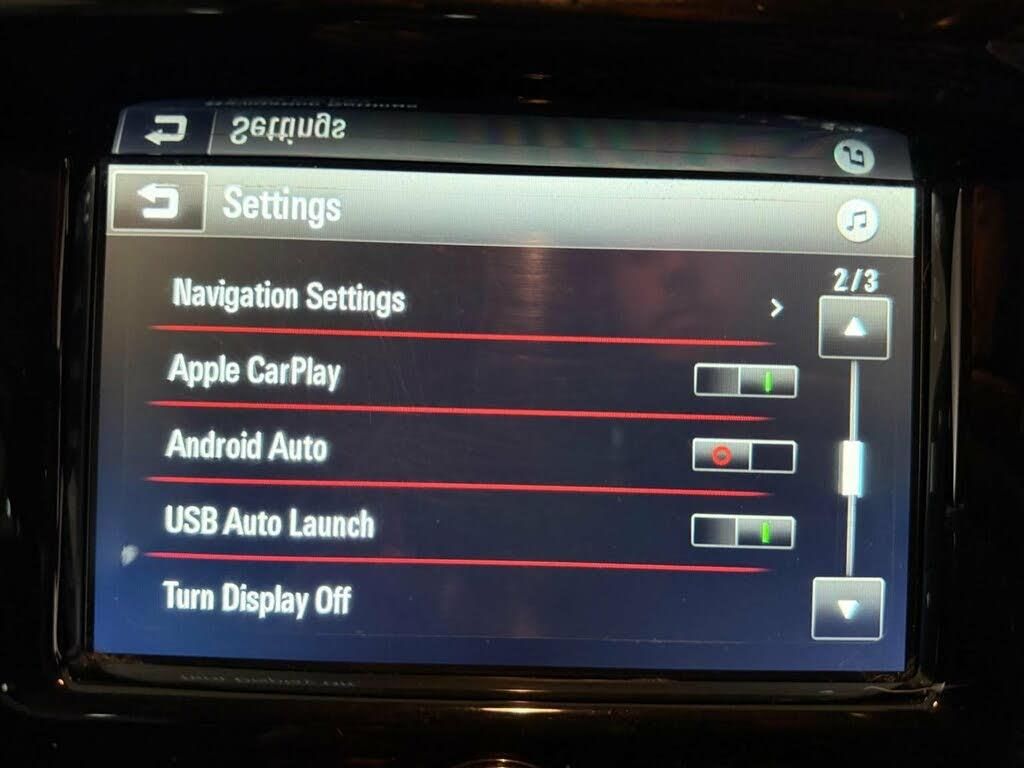 Settings
Settings
2/3
Navigation Settings
Apple CarPlay
Android Auto
USB Auto Launch
Turn Display Off